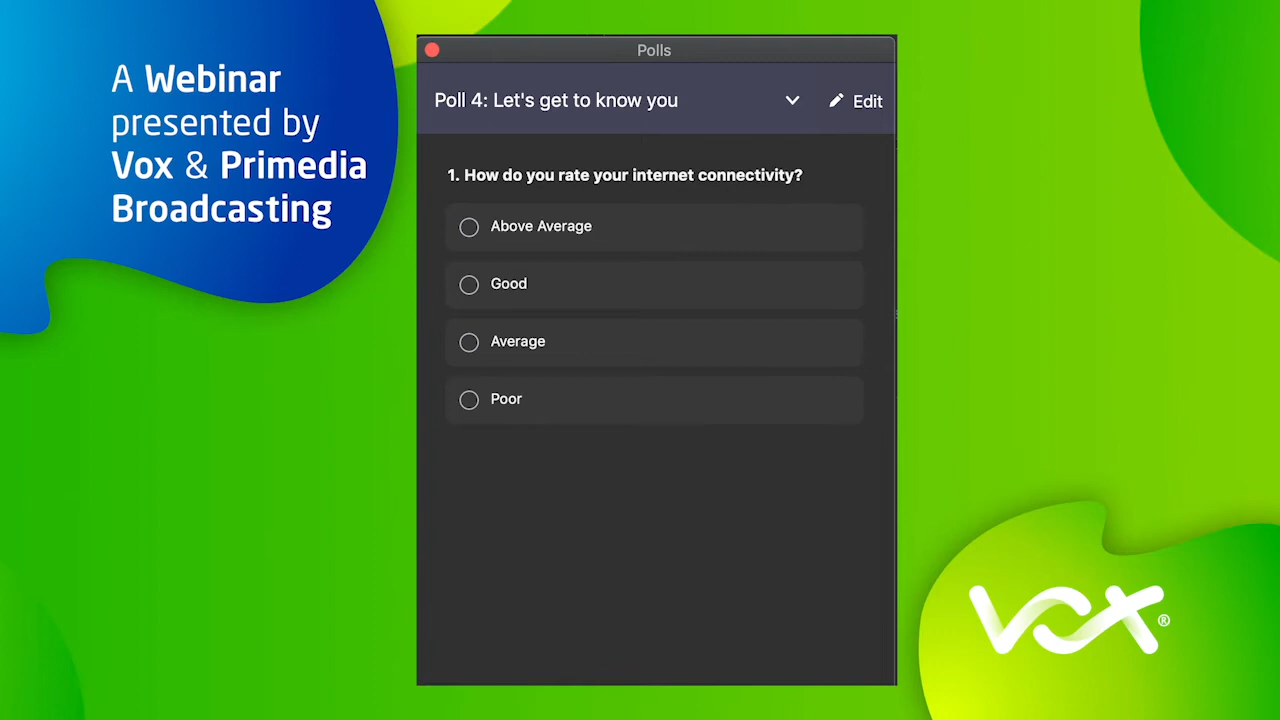 A Webinar
presented by
Vox & Primedia
Broadcasting
Polls
Poll 4: Let's get to know you
Edit
1. How do you rate your internet connectivity?
Above Average
Good
Average
Poor
vox®